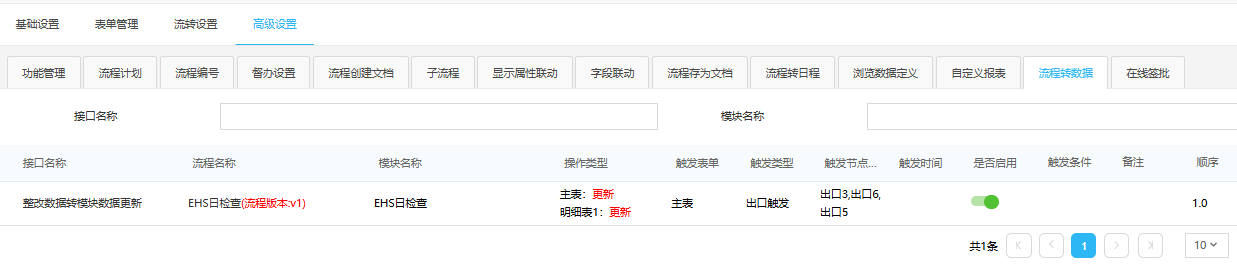 基础设置 表单管理 流转设置 高级设置
功能管理 流程计划 流程编号 督办设置 流程创建文档 子流程 显示属性联动 字段联动 流程存为文档 流程转日程 浏览数据定义 自定义报表 流程转数据 在线签批
接口名称 模块名称
接口名称 流程名称 模块名称 操作类型 触发表单 触发类型 触发节点... 触发时间 是否启用 触发条件 备注 顺序
整改数据转模块数据更新 EHS日检查(流程版本:v1) EHS日检查 主表：更新 主表 出口触发 出口3,出口6, 1.0
明细表1：更新 出口5
共1条 1 10